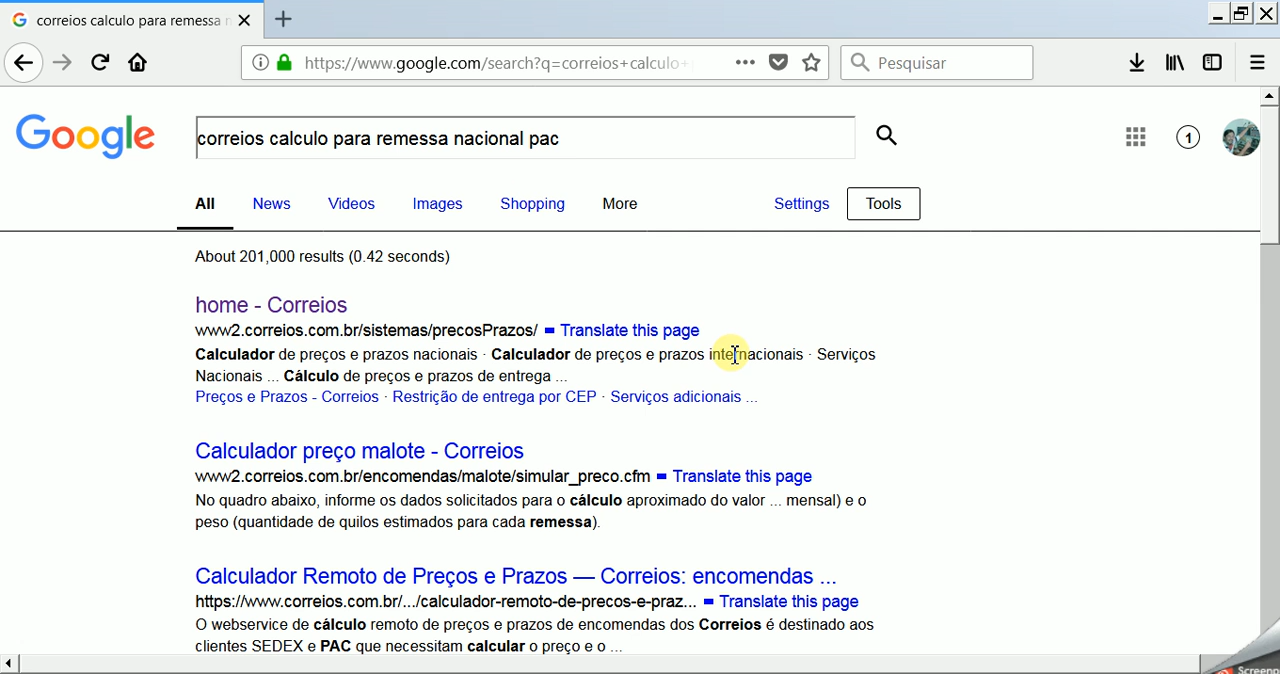 correios calculo para remessa
https://www.google.com/search?q=correios+calculo+
Pesquisar
Google
correios calculo para remessa nacional pac
1
All News Videos Images Shopping More Settings Tools
About 201,000 results (0.42 seconds)
home - Correios
www2.correios.com.br/sistemas/precosPrazos/ Translate this page
Calculador de preços e prazos nacionais · Calculador de preços e prazos internacionais · Serviços
Nacionais ... Cálculo de preços e prazos de entrega ...
Preços e Prazos - Correios · Restrição de entrega por CEP · Serviços adicionais ...
Calculador preço malote - Correios
www2.correios.com.br/encomendas/malote/simular_preco.cfm Translate this page
No quadro abaixo, informe os dados solicitados para o cálculo aproximado do valor ... mensal) e o
peso (quantidade de quilos estimados para cada remessa).
Calculador Remoto de Preços e Prazos — Correios: encomendas ...
https://www.correios.com.br/.../calculador-remoto-de-precos-e-praz... Translate this page
O webservice de cálculo remoto de preços e prazos de encomendas dos Correios é destinado aos
clientes SEDEX e PAC que necessitam calcular o preço e o ...